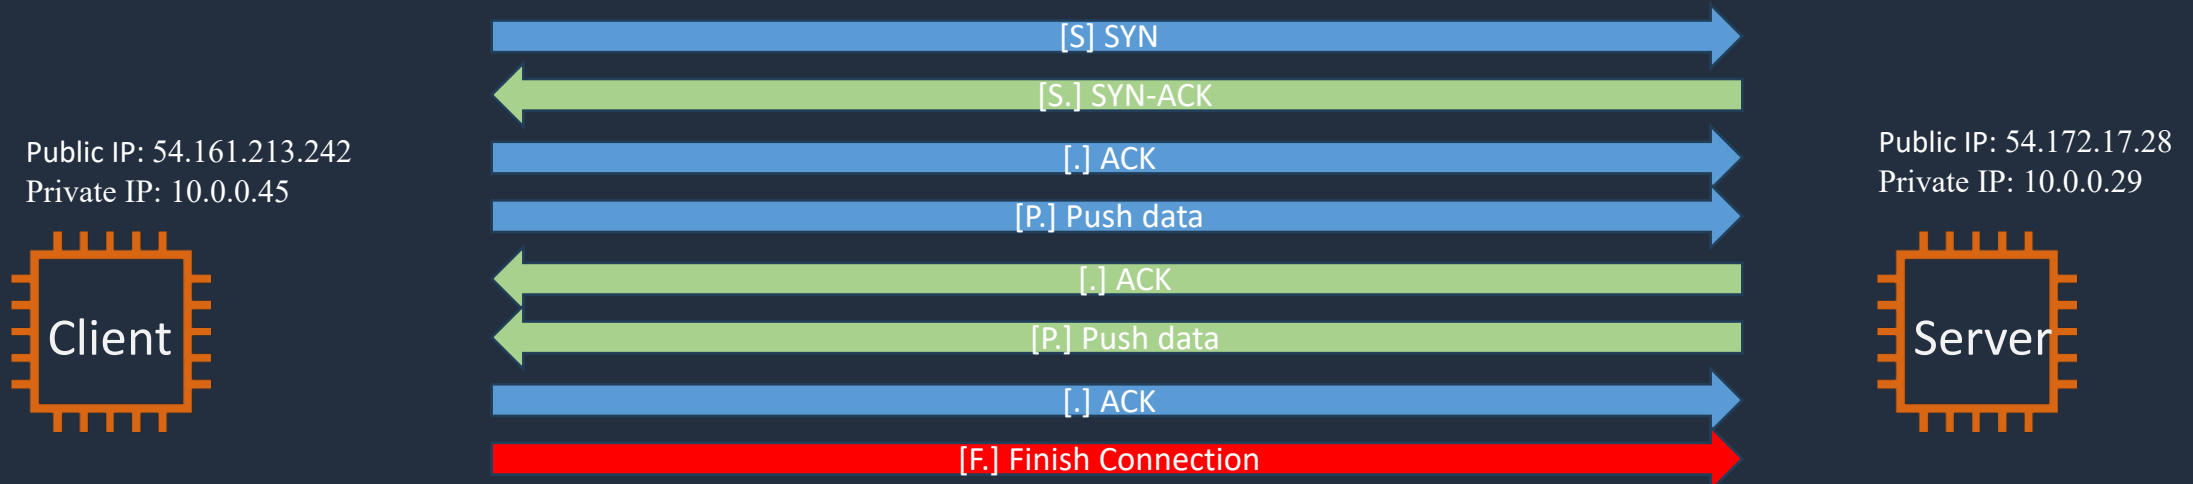 [S] SYN
[S.] SYN-ACK
Public IP: 54.161.213.242
Private IP: 10.0.0.45
[.] ACK
Public IP: 54.172.17.28
Private IP: 10.0.0.29
[P.] Push data
[.] ACK
Client
[P.] Push data
Server
[.] ACK
[F.] Finish Connection